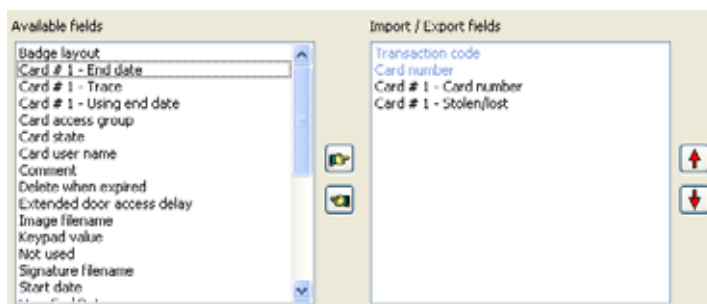 Available fields
Badge layout
Card # 1 - End date
Card # 1 - Trace
Card # 1 - Using end date
Card access group
Card state
Card user name
Comment
Delete when expired
Extended door access delay
Image filename
Keypad value
Not used
Signature filename
Start date
Import / Export fields
Transaction code
Card number
Card # 1 - Card number
Card # 1 - Stolen/lost